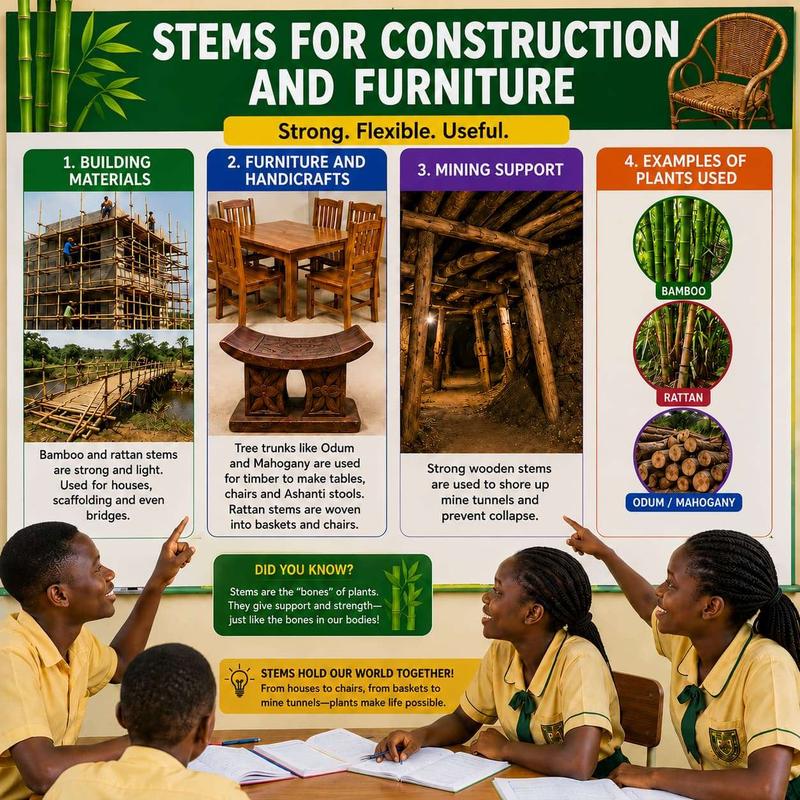 STEMS FOR CONSTRUCTION
AND FURNITURE
Strong. Flexible. Useful.
1. BUILDING
MATERIALS
Bamboo and rattan stems
are strong and light.
Used for houses,
scaffolding and even
bridges.
2. FURNITURE AND
HANDICRAFTS
Tree trunks like Odum
and Mahogany are used
for timber to make tables,
chairs and Ashanti stools.
Rattan stems are woven
into baskets and chairs.
3. MINING SUPPORT
Strong wooden stems
are used to shore up
mine tunnels and
prevent collapse.
4. EXAMPLES OF
PLANTS USED
BAMBOO
RATTAN
ODUM / MAHOGANY
DID YOU KNOW?
Stems are the "bones" of plants.
They give support and strength—
just like the bones in our bodies!
STEMS HOLD OUR WORLD TOGETHER!
From houses to chairs, from baskets to
mine tunnels—plants make life possible.